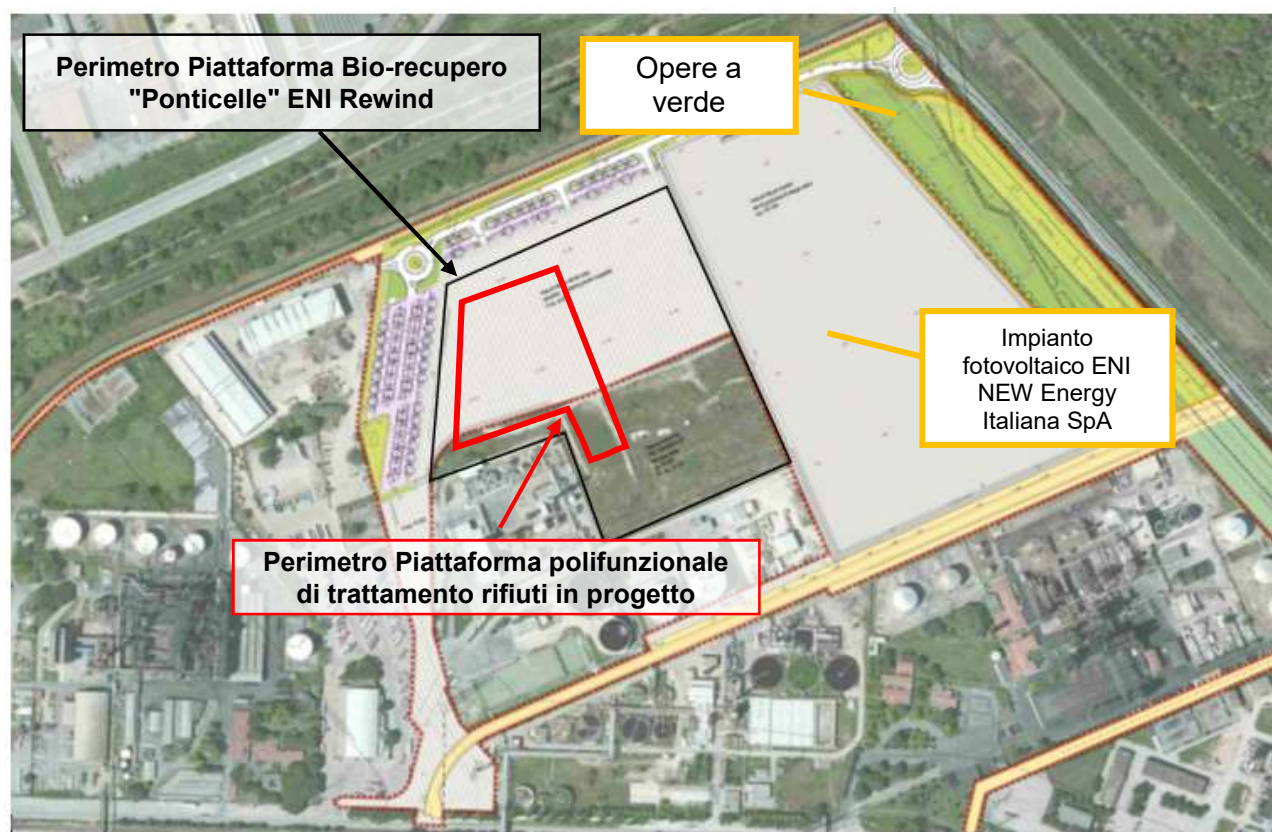 Perimetro Piattaforma Bio-recupero
"Ponticelle" ENI Rewind
Opere a
verde
Impianto
fotovoltaico ENI
NEW Energy
Italiana SpA
Perimetro Piattaforma polifunzionale
di trattamento rifiuti in progetto